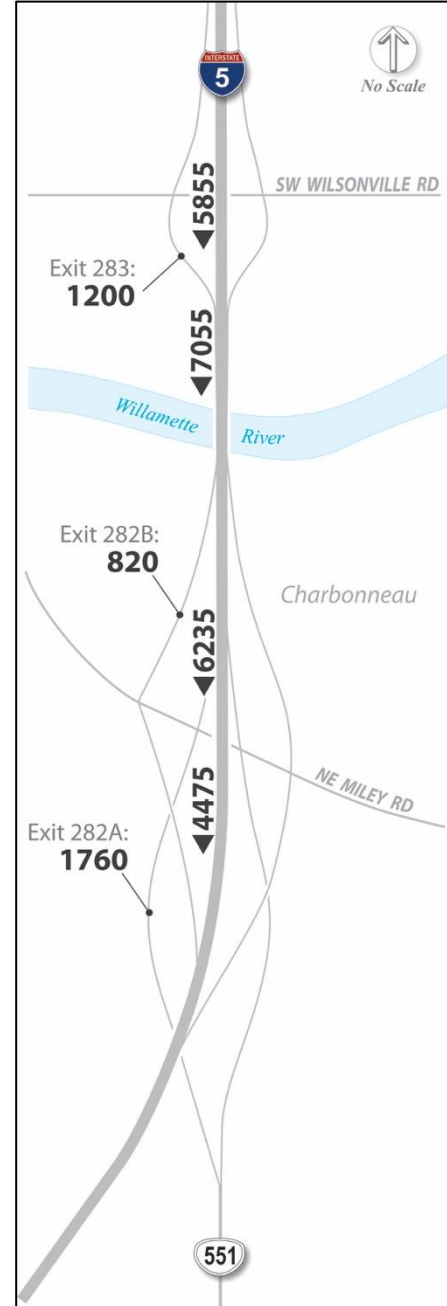 INTERSTATE
5
No Scale
SW WILSONVILLE RD
5855
Exit 283:
1200
7055
Willamette River
Exit 282B:
820
Charbonneau
6235
NE MILEY RD
4475
Exit 282A:
1760
551